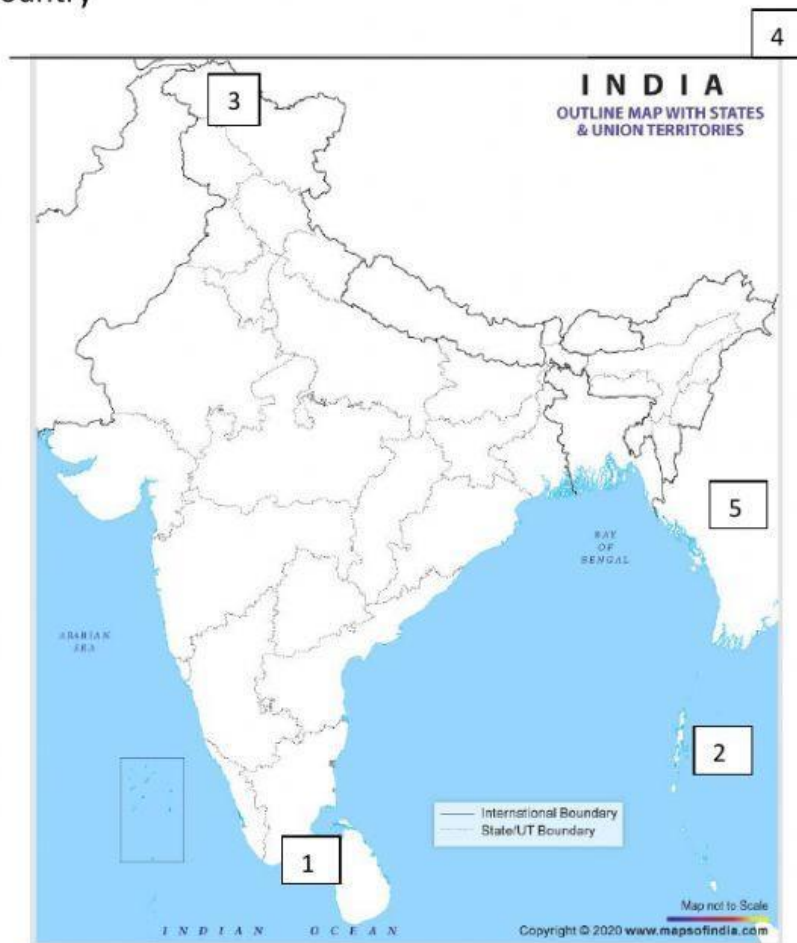 4
3
INDIA
OUTLINE MAP WITH STATES
& UNION TERRITORIES
5
BAY
OF
BENGAL
ARABIAN
SEA
2
International Boundary
State/UT Boundary
1
Map not to Scale
INDIAN OCEAN
Copyright © 2020 www.mapsofindia.com